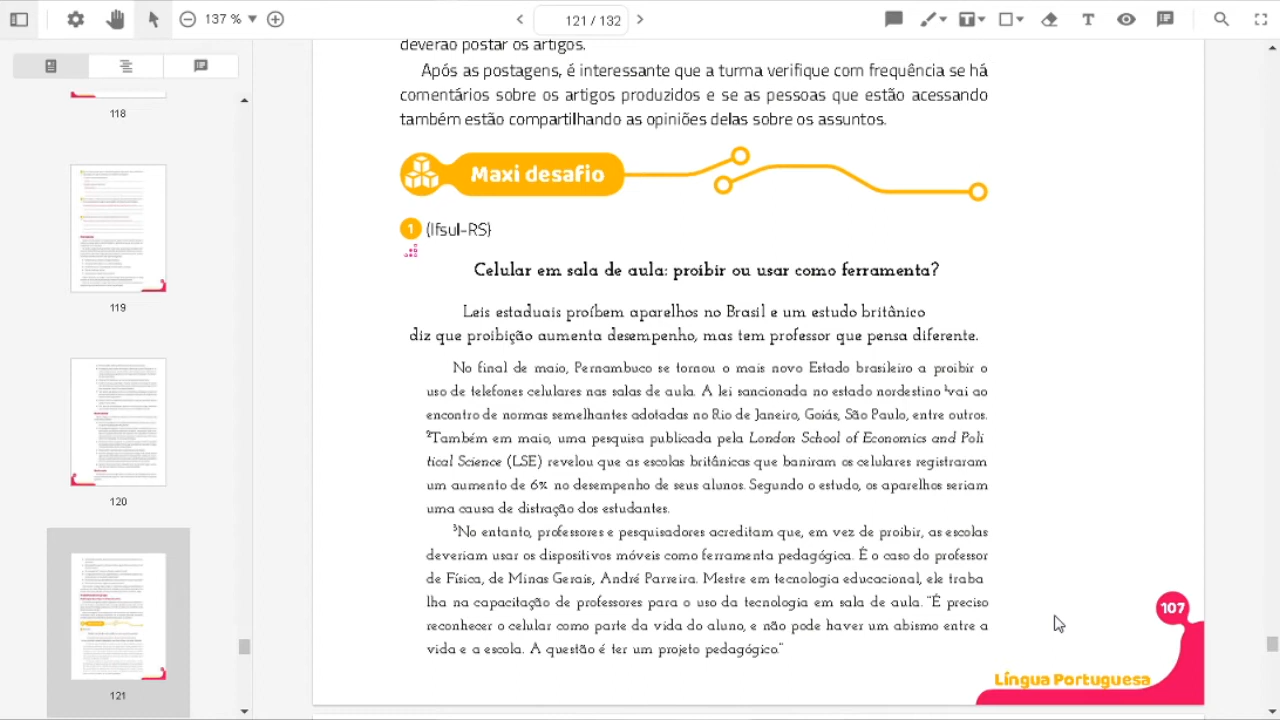 137 %
121 / 132
118
119
120
121
deverão postar os artigos.
Após as postagens, é interessante que a turma verifique com frequência se há
comentários sobre os artigos produzidos e se as pessoas que estão acessando
também estão compartilhando as opiniões delas sobre os assuntos.
Maxidesafio
1 (Ifsul-RS)
Celular em sala de aula: proibir ou usar como ferramenta?
Leis estaduais proíbem aparelhos no Brasil e um estudo britânico
diz que proibição aumenta desempenho, mas tem professor que pensa diferente.
No final de Pernambuco se tornou o mais novo Estado brasileiro a proibir o
uso de telefones celulares nas salas de aula. A lei sancionada no estado nordestino ¹vai ao
encontro de normas semelhantes adotadas no Rio de Janeiro, Goiás, São Paulo, entre outros.
²Também em maio, uma pesquisa publicada pela London School of Economics and Poli-
tical Science (LSE) revelou que as escolas britânicas que baniram os celulares registraram
um aumento de 6% no desempenho de seus alunos. Segundo o estudo, os aparelhos seriam
uma causa de distração dos estudantes.
³No entanto, professores e pesquisadores acreditam que, em vez de proibir, as escolas
deveriam usar os dispositivos móveis como ferramenta pedagógica. É o caso do professor
de Física, de Minas Gerais, Parreira. Mestre em tecnologia educacional, ele traba-
lha na capacitação de professores para o uso da tecnologia na sala de aula. "É preciso
reconhecer o celular como parte da vida do aluno, e não pode haver um abismo entre a
vida e a escola. A questão é ter um projeto pedagógico."
107
Língua Portuguesa